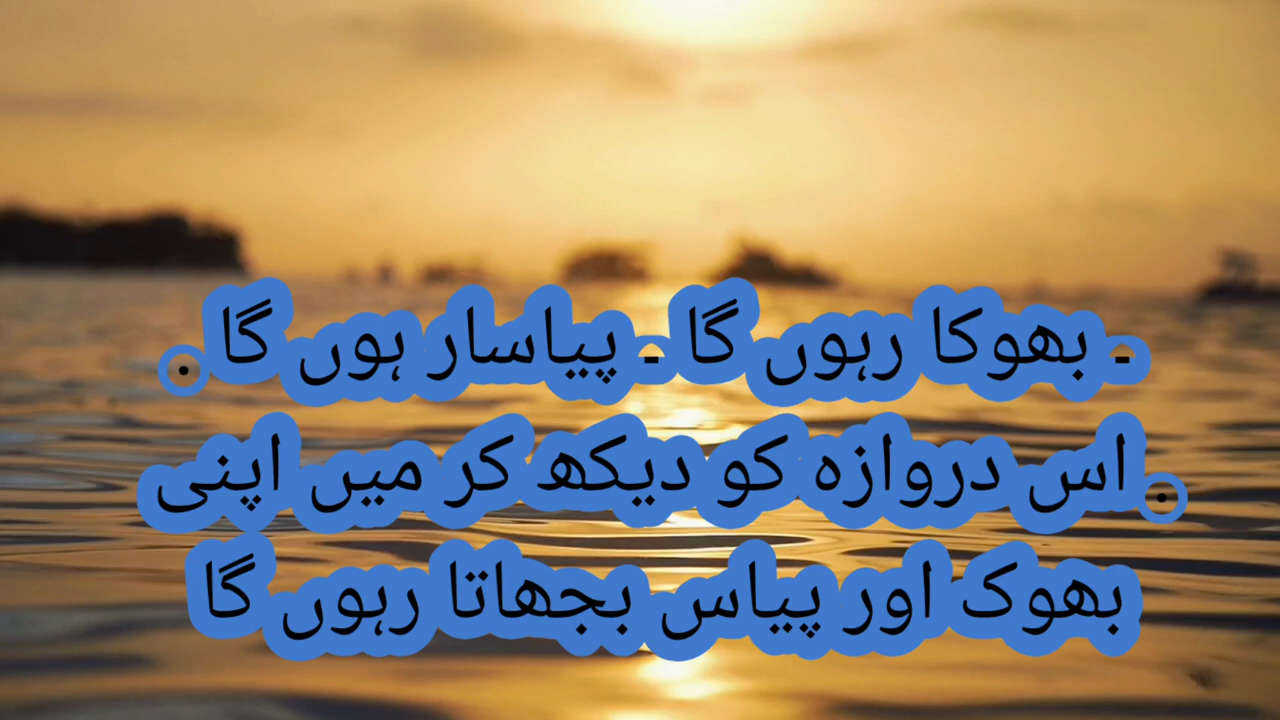 ۔ بھوکا رہوں گا ۔ پیاسار ہوں گا .
. اس دروازہ کو دیکھ کر میں اپنی
بھوک اور پیاس بجھاتا رہوں گا